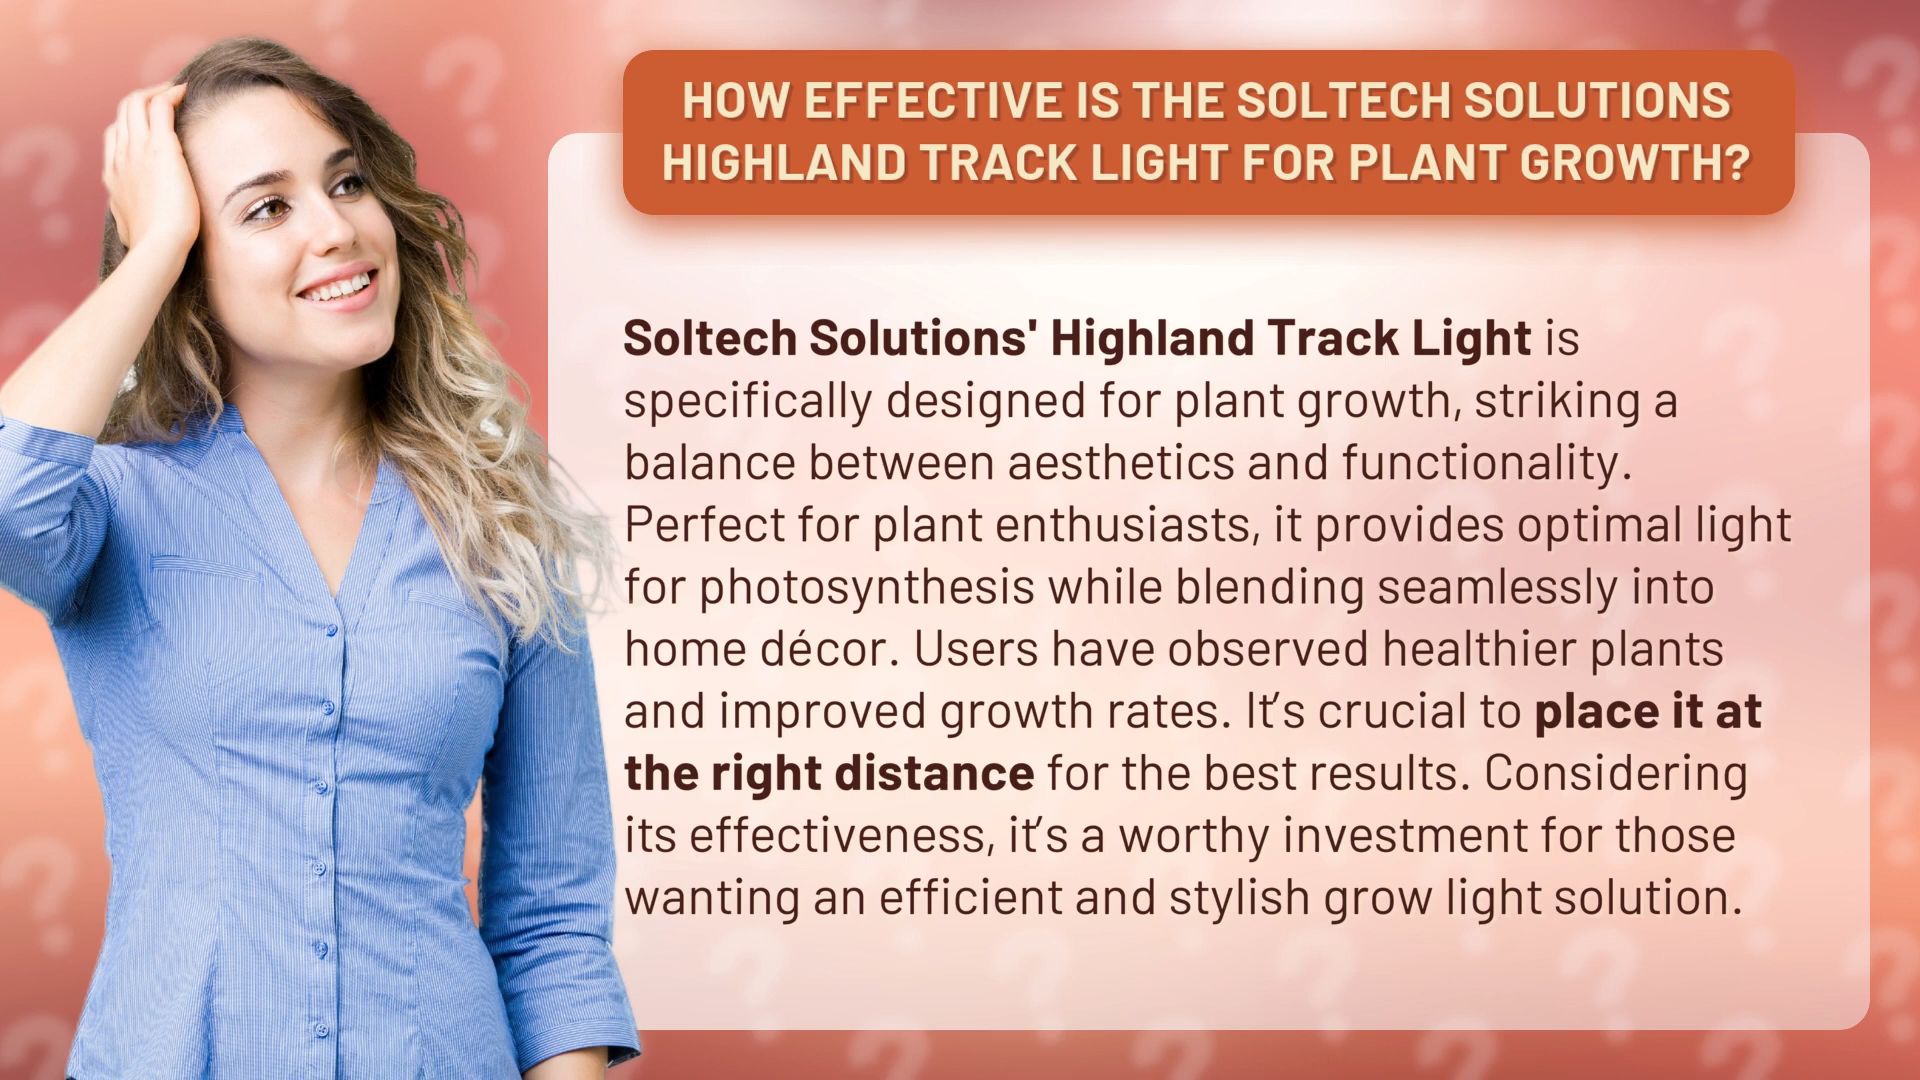 HOW EFFECTIVE IS THE SOLTECH SOLUTIONS
HIGHLAND TRACK LIGHT FOR PLANT GROWTH?
Soltech Solutions' Highland Track Light is
specifically designed for plant growth, striking a
balance between aesthetics and functionality.
Perfect for plant enthusiasts, it provides optimal light
for photosynthesis while blending seamlessly into
home décor. Users have observed healthier plants
and improved growth rates. It’s crucial to place it at
the right distance for the best results. Considering
its effectiveness, it’s a worthy investment for those
wanting an efficient and stylish grow light solution.